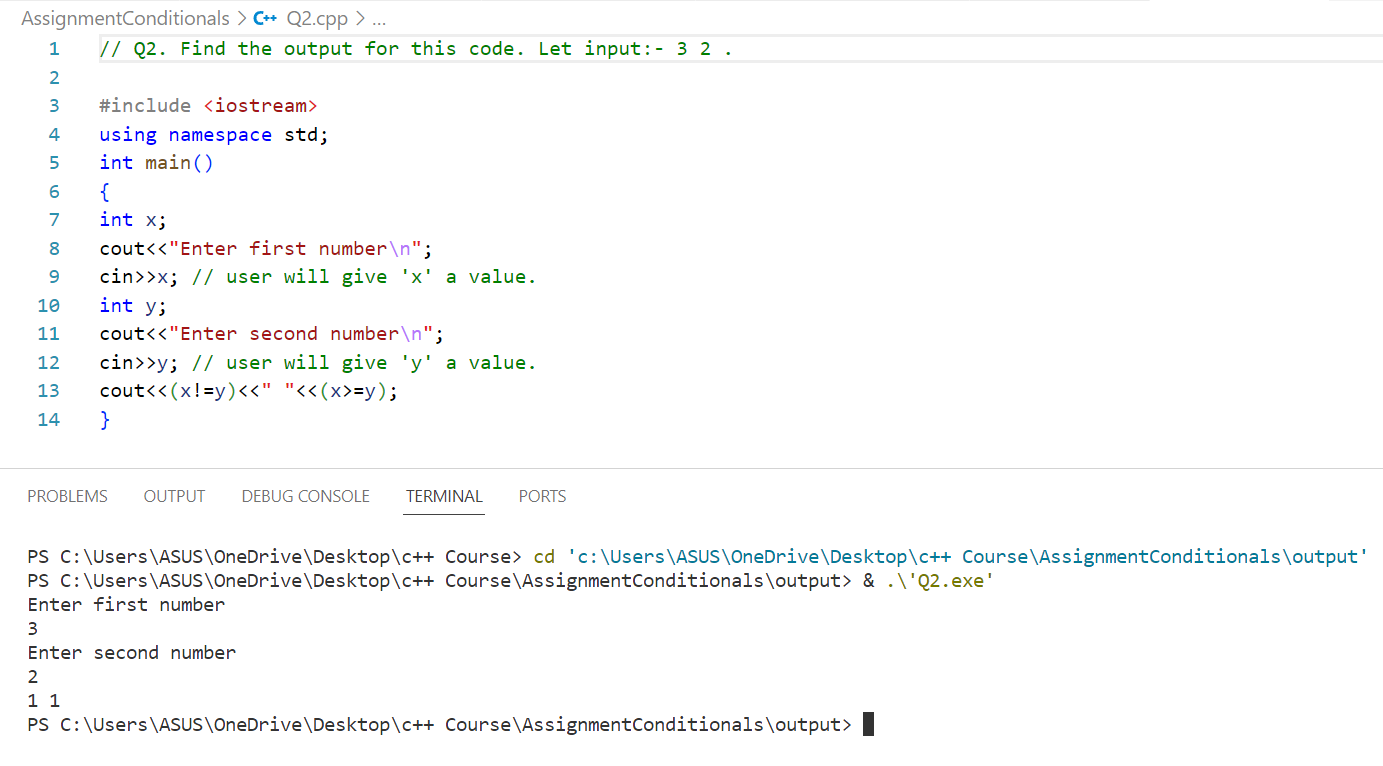 AssignmentConditionals > C++ Q2.cpp > ...
1 // Q2. Find the output for this code. Let input:- 3 2 .
2
3 #include <iostream>
4 using namespace std;
5 int main()
6 {
7 int x;
8 cout<<"Enter first number\n";
9 cin>>x; // user will give 'x' a value.
10 int y;
11 cout<<"Enter second number\n";
12 cin>>y; // user will give 'y' a value.
13 cout<<(x!=y)<<" "<<(x>=y);
14 }
PROBLEMS OUTPUT DEBUG CONSOLE TERMINAL PORTS
PS C:\Users\ASUS\OneDrive\Desktop\c++ Course> cd 'c:\Users\ASUS\OneDrive\Desktop\c++ Course\AssignmentConditionals\output'
PS C:\Users\ASUS\OneDrive\Desktop\c++ Course\AssignmentConditionals\output> & .\'Q2.exe'
Enter first number
3
Enter second number
2
1 1
PS C:\Users\ASUS\OneDrive\Desktop\c++ Course\AssignmentConditionals\output>